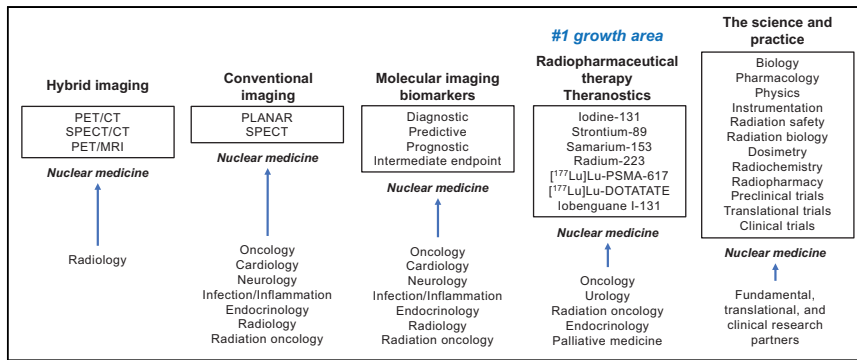 Hybrid imaging
PET/CT
SPECT/CT
PET/MRI
Nuclear medicine
Radiology
Conventional
imaging
PLANAR
SPECT
Nuclear medicine
Oncology
Cardiology
Neurology
Infection/Inflammation
Endocrinology
Radiology
Radiation oncology
Molecular imaging
biomarkers
Diagnostic
Predictive
Prognostic
Intermediate endpoint
Nuclear medicine
Oncology
Cardiology
Neurology
Infection/Inflammation
Endocrinology
Radiology
Radiation oncology
#1 growth area
Radiopharmaceutical
therapy
Theranostics
Iodine-131
Strontium-89
Samarium-153
Radium-223
[¹⁷⁷Lu]Lu-PSMA-617
[¹⁷⁷Lu]Lu-DOTATATE
Iobenguane I-131
Nuclear medicine
Oncology
Urology
Radiation oncology
Endocrinology
Palliative medicine
The science and
practice
Biology
Pharmacology
Physics
Instrumentation
Radiation safety
Radiation biology
Dosimetry
Radiochemistry
Radiopharmacy
Preclinical trials
Translational trials
Clinical trials
Nuclear medicine
Fundamental,
translational, and
clinical research
partners